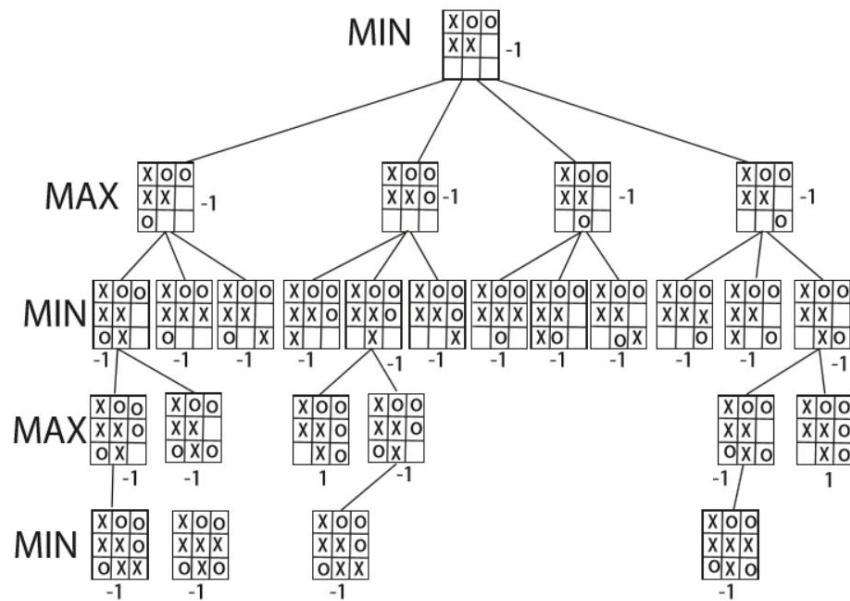 MIN
X O O
X X -1
MAX
X O O X O O X O O X O O
X X -1 X X O -1 X X -1 X X -1
O O O
MIN
X O O X O O X O O X O O X O O X O O X O O X O O X O O X O O X O O X O O
X X X X X X X X X O X X O X X O X X X X X X X X X X X X X X
O X O O X X X X O X O O X O O X O
-1 -1 -1 -1 -1 -1 -1 -1 -1 -1 -1 -1
MAX
X O O X O O X O O X O O X O O X O O
X X O X X X X O X X O X X X X O
O X O X O X O O X O X O X O
-1 -1 1 -1 -1 1
MIN
X O O X O O X O O X O O
X X O X X X X X O X X X
O X X O X O O X X O X O
-1 -1 -1 -1